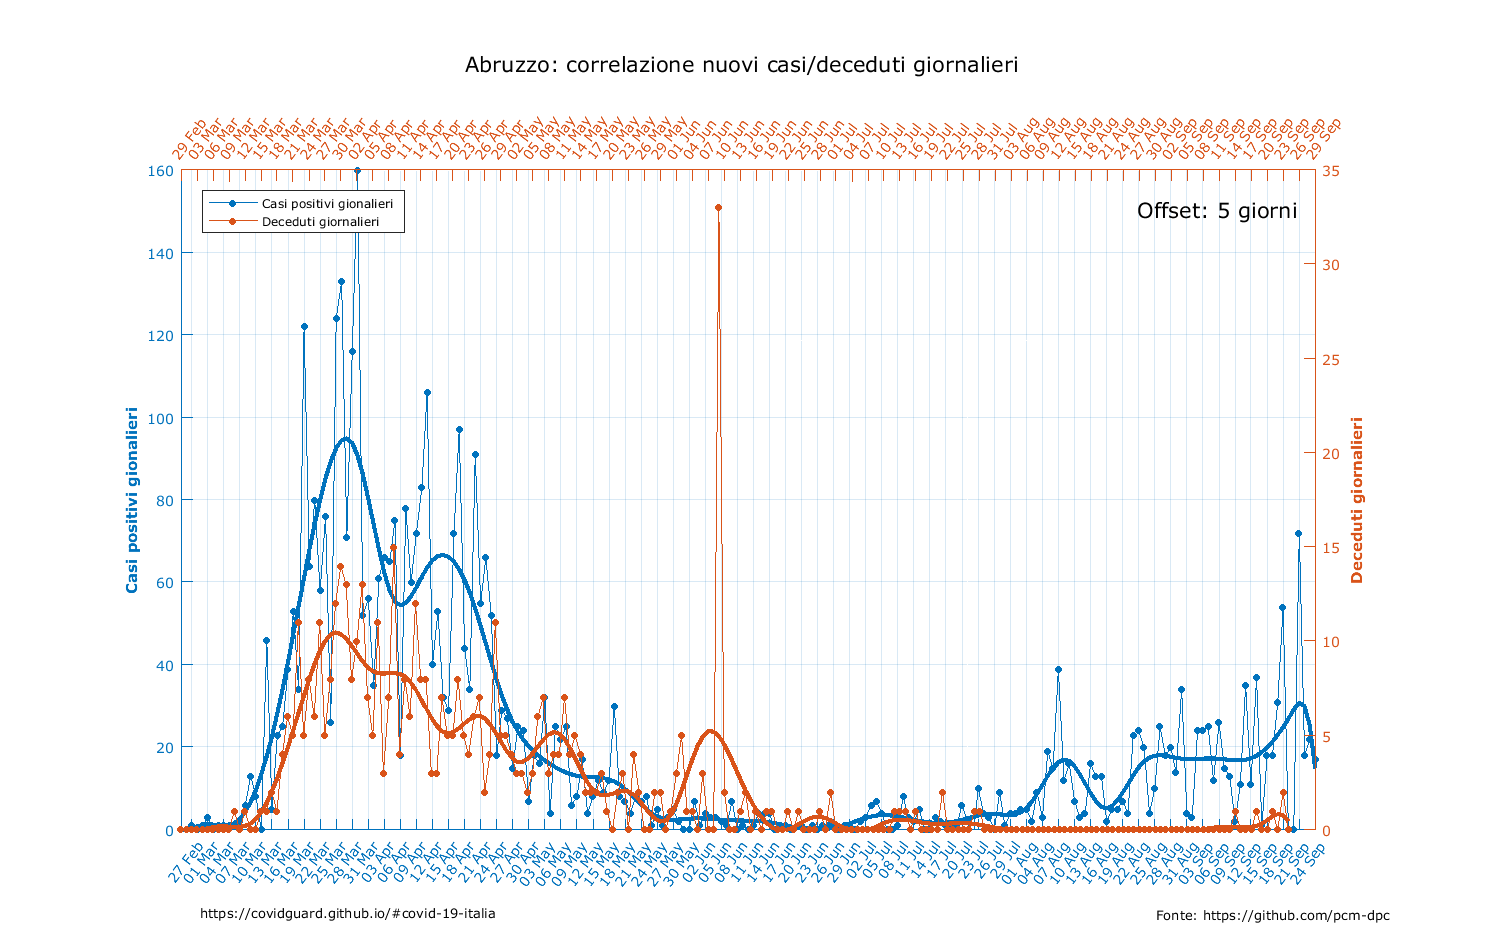 Abruzzo: correlazione nuovi casi/deceduti giornalieri
29 Feb 03 Mar 06 Mar 09 Mar 12 Mar 15 Mar 18 Mar 21 Mar 24 Mar 27 Mar 30 Mar 02 Apr 05 Apr 08 Apr 11 Apr 14 Apr 17 Apr 20 Apr 23 Apr 26 Apr 29 Apr 02 May 05 May 08 May 11 May 14 May 17 May 20 May 23 May 26 May 29 May 01 Jun 04 Jun 07 Jun 10 Jun 13 Jun 16 Jun 19 Jun 22 Jun 25 Jun 28 Jun 01 Jul 04 Jul 07 Jul 10 Jul 13 Jul 16 Jul 19 Jul 22 Jul 25 Jul 28 Jul 31 Jul 03 Aug 06 Aug 09 Aug 12 Aug 15 Aug 18 Aug 21 Aug 24 Aug 27 Aug 30 Aug 02 Sep 05 Sep 08 Sep 11 Sep 14 Sep 17 Sep 20 Sep 23 Sep 26 Sep 29 Sep
Casi positivi gionalieri
Deceduti giornalieri
Offset: 5 giorni
160
140
120
100
80
60
40
20
0
Casi positivi gionalieri
35
30
25
20
15
10
5
0
Deceduti giornalieri
27 Feb 01 Mar 04 Mar 07 Mar 10 Mar 13 Mar 16 Mar 19 Mar 22 Mar 25 Mar 28 Mar 31 Mar 03 Apr 06 Apr 09 Apr 12 Apr 15 Apr 18 Apr 21 Apr 24 Apr 27 Apr 30 Apr 03 May 06 May 09 May 12 May 15 May 18 May 21 May 24 May 27 May 30 May 02 Jun 05 Jun 08 Jun 11 Jun 14 Jun 17 Jun 20 Jun 23 Jun 26 Jun 29 Jun 02 Jul 05 Jul 08 Jul 11 Jul 14 Jul 17 Jul 20 Jul 23 Jul 26 Jul 29 Jul 01 Aug 04 Aug 07 Aug 10 Aug 13 Aug 16 Aug 19 Aug 22 Aug 25 Aug 28 Aug 31 Aug 03 Sep 06 Sep 09 Sep 12 Sep 15 Sep 18 Sep 21 Sep 24 Sep
https://covidguard.github.io/#covid-19-italia
Fonte: https://github.com/pcm-dpc